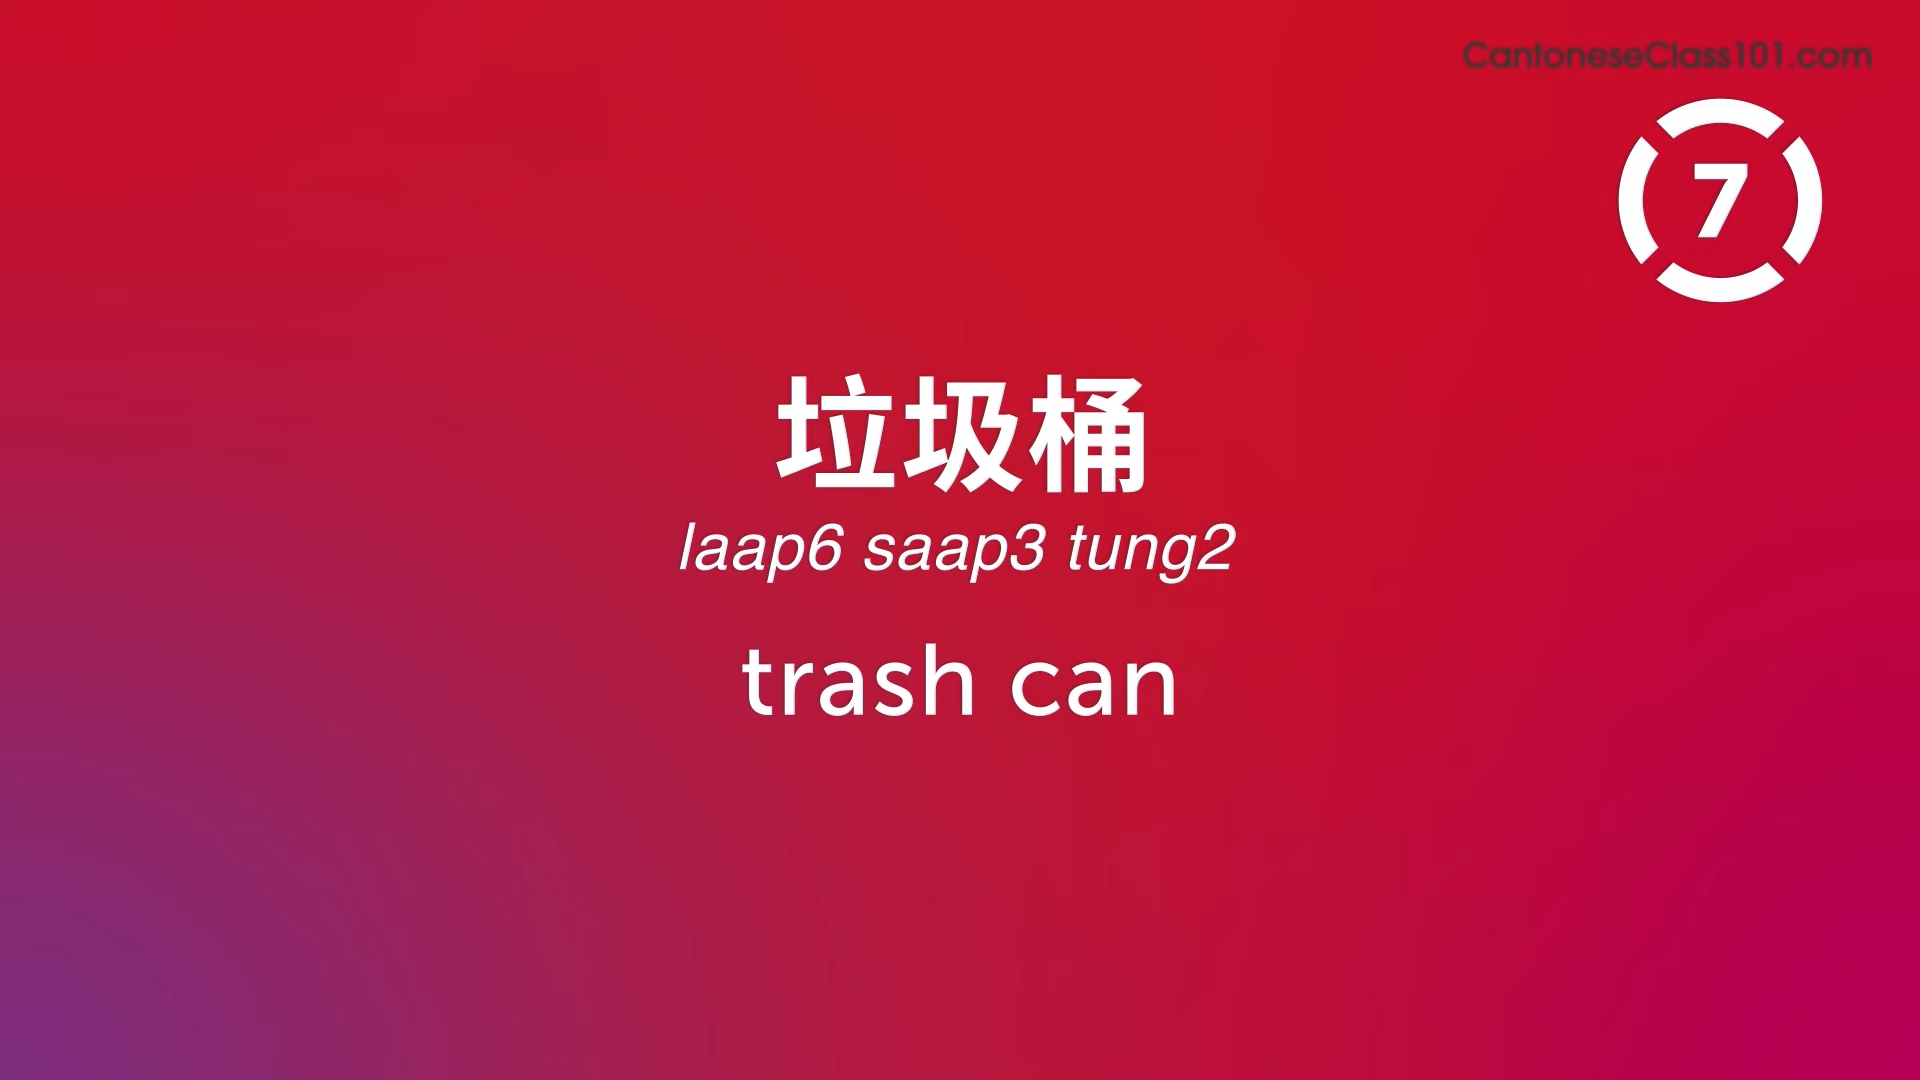 CantoneseClass101.com
7
垃圾桶
laap6 saap3 tung2
trash can